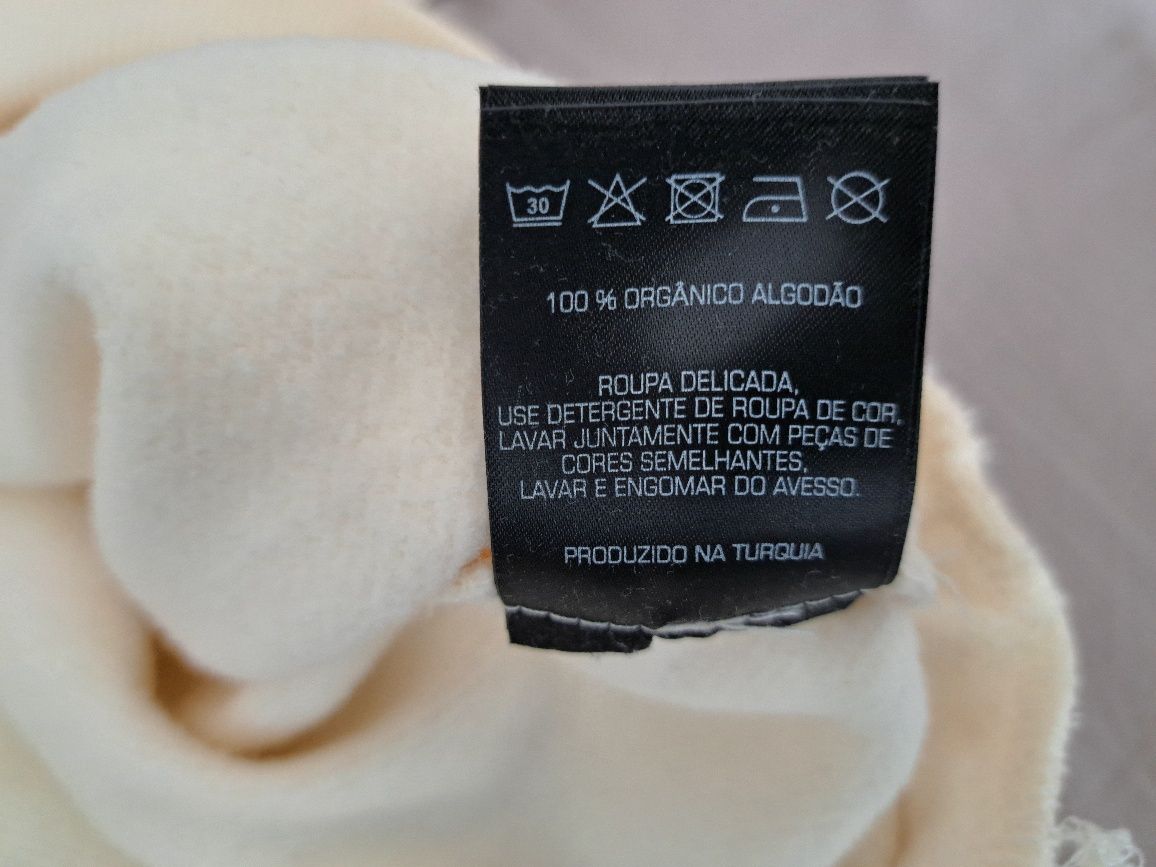 30
100 % ORGÂNICO ALGODÃO
ROUPA DELICADA,
USE DETERGENTE DE ROUPA DE COR,
LAVAR JUNTAMENTE COM PEÇAS DE
CORES SEMELHANTES,
LAVAR E ENGOMAR DO AVESSO.
PRODUZIDO NA TURQUIA